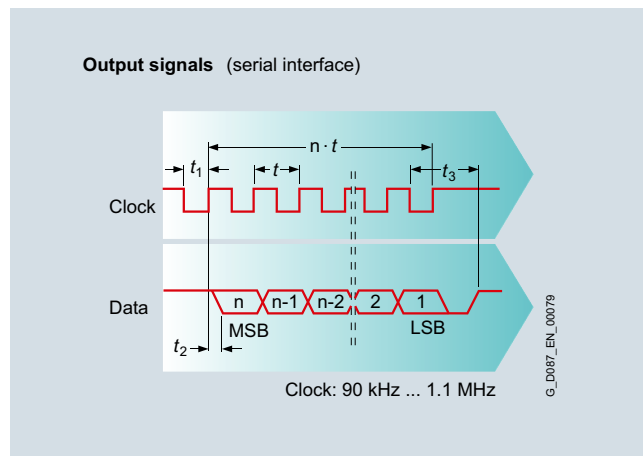 Output signals (serial interface)
n · t
t1 t t3
Clock
Data n n-1 n-2 2 1
MSB LSB
t2
Clock: 90 kHz ... 1.1 MHz
G_D087_EN_00079